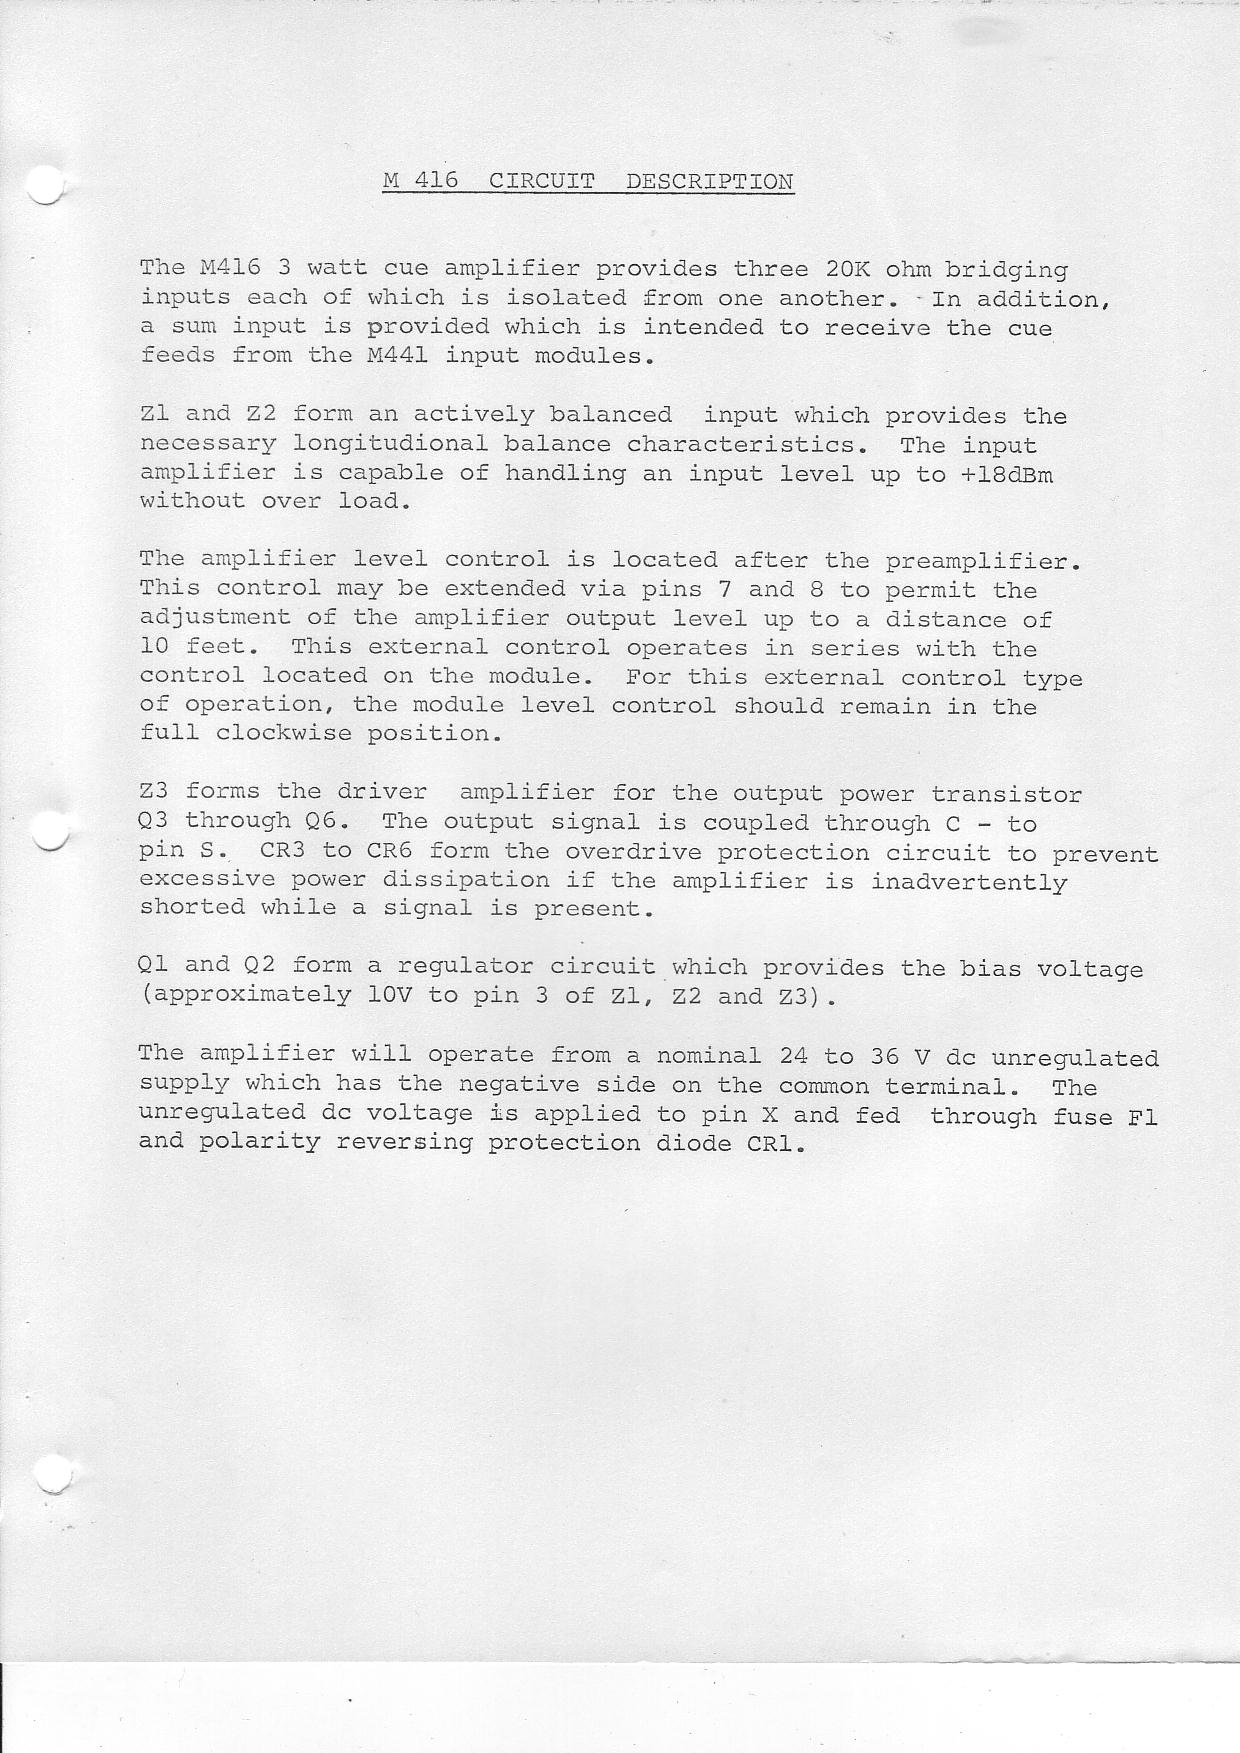 M 416 CIRCUIT DESCRIPTION
The M416 3 watt cue amplifier provides three 20K ohm bridging
inputs each of which is isolated from one another. In addition,
a sum input is provided which is intended to receive the cue
feeds from the M441 input modules.
Z1 and Z2 form an actively balanced input which provides the
necessary longitudional balance characteristics. The input
amplifier is capable of handling an input level up to +18dBm
without over load.
The amplifier level control is located after the preamplifier.
This control may be extended via pins 7 and 8 to permit the
adjustment of the amplifier output level up to a distance of
10 feet. This external control operates in series with the
control located on the module. For this external control type
of operation, the module level control should remain in the
full clockwise position.
Z3 forms the driver amplifier for the output power transistor
Q3 through Q6. The output signal is coupled through C - to
pin S. CR3 to CR6 form the overdrive protection circuit to prevent
excessive power dissipation if the amplifier is inadvertently
shorted while a signal is present.
Q1 and Q2 form a regulator circuit which provides the bias voltage
(approximately 10V to pin 3 of Z1, Z2 and Z3).
The amplifier will operate from a nominal 24 to 36 V dc unregulated
supply which has the negative side on the common terminal. The
unregulated dc voltage is applied to pin X and fed through fuse F1
and polarity reversing protection diode CR1.